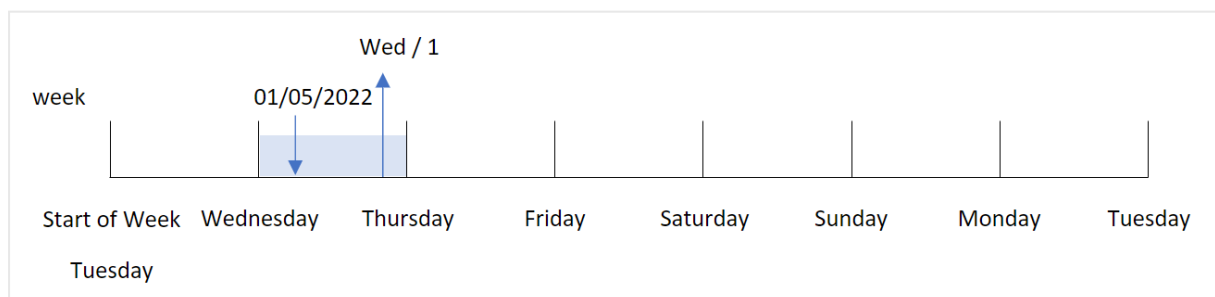 Wed / 1
week 01/05/2022
Start of Week Wednesday Thursday Friday Saturday Sunday Monday Tuesday
Tuesday